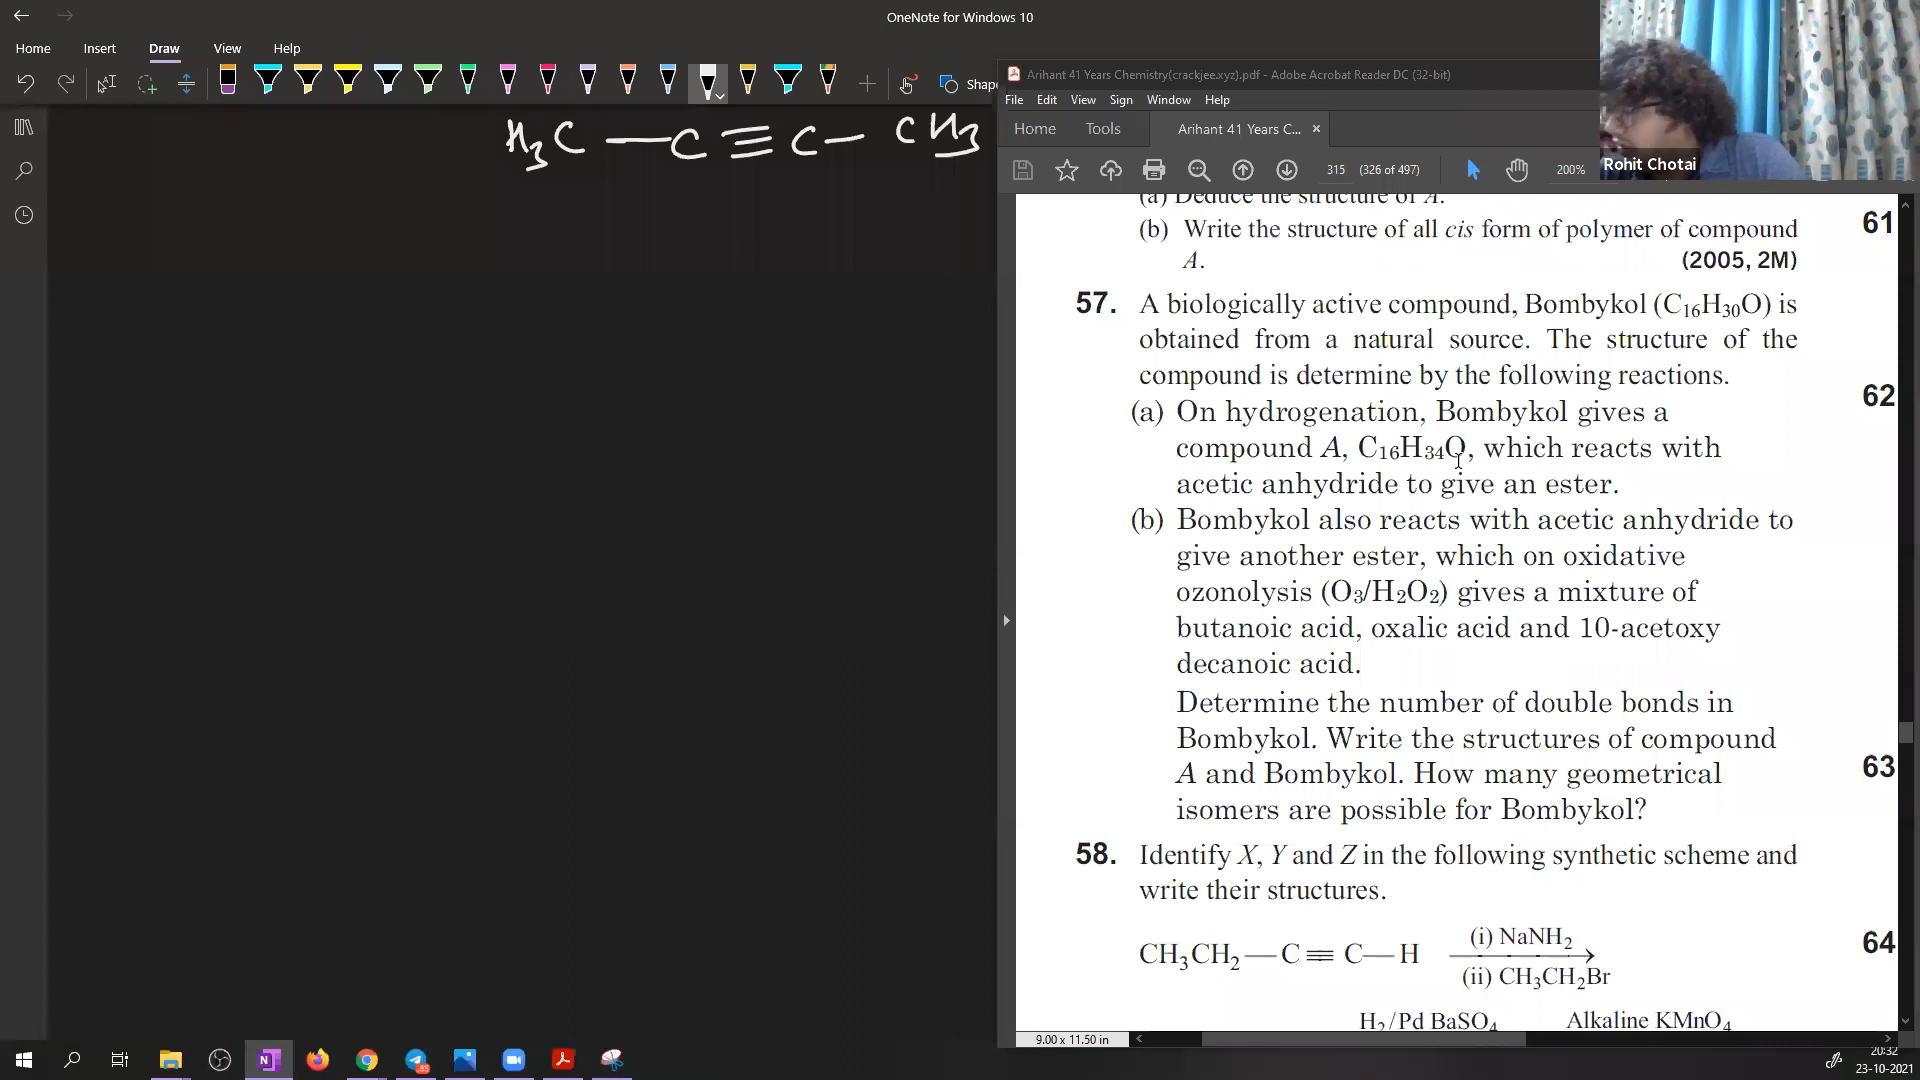 OneNote for Windows 10
Home Insert Draw View Help
Shap
H3C — C ≡ C — CH3
Arihant 41 Years Chemistry(crackjee.xyz).pdf - Adobe Acrobat Reader DC (32-bit)
File Edit View Sign Window Help
Home Tools Arihant 41 Years C... ×
315 (326 of 497) 200%
Rohit Chotai
(a) Deduce the structure of A.
(b) Write the structure of all cis form of polymer of compound
A. (2005, 2M)
57. A biologically active compound, Bombykol (C16H30O) is
obtained from a natural source. The structure of the
compound is determine by the following reactions.
(a) On hydrogenation, Bombykol gives a
compound A, C16H34O, which reacts with
acetic anhydride to give an ester.
(b) Bombykol also reacts with acetic anhydride to
give another ester, which on oxidative
ozonolysis (O3/H2O2) gives a mixture of
butanoic acid, oxalic acid and 10-acetoxy
decanoic acid.
Determine the number of double bonds in
Bombykol. Write the structures of compound
A and Bombykol. How many geometrical
isomers are possible for Bombykol?
58. Identify X, Y and Z in the following synthetic scheme and
write their structures.
(i) NaNH2
CH3CH2—C≡C—H
(ii) CH3CH2Br
H2/Pd BaSO4 Alkaline KMnO4
61
62
63
64
9.00 x 11.50 in
20:32
23-10-2021